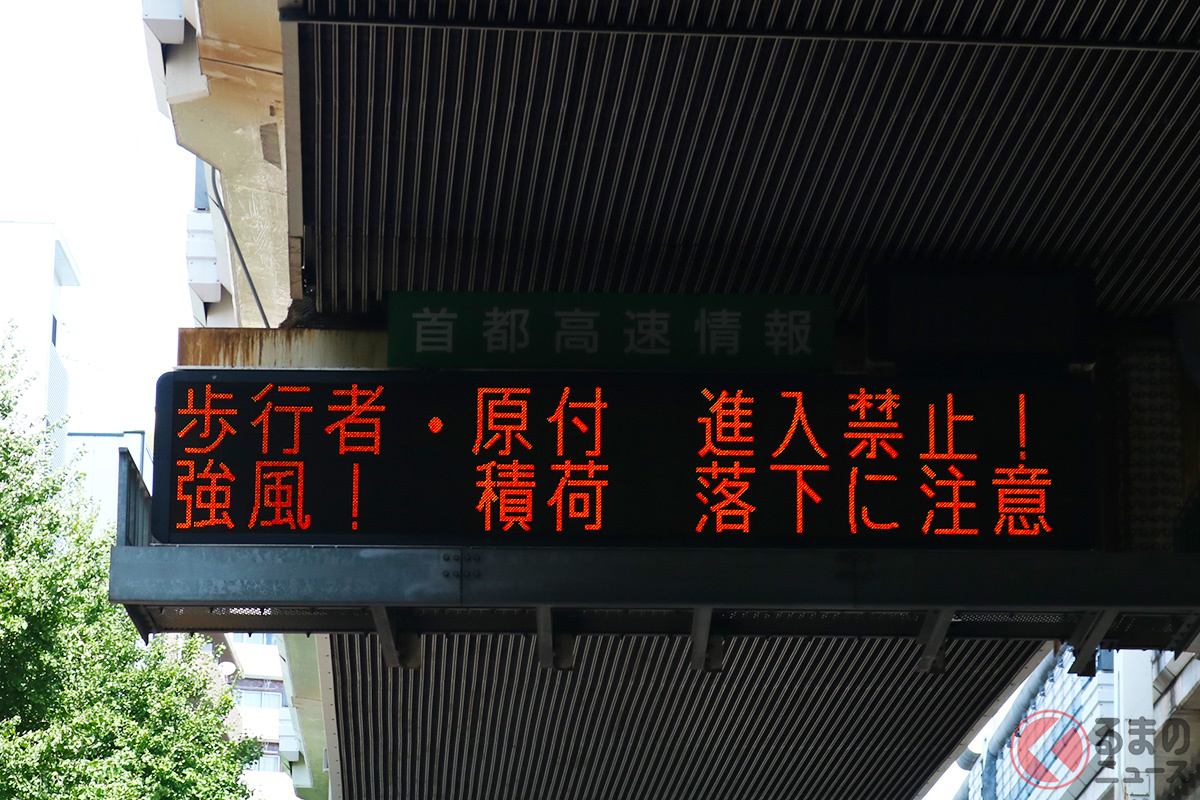 首都高速情報
歩行者・原付 進入禁止!
強風! 積荷 落下に注意
くるまの
ニュース